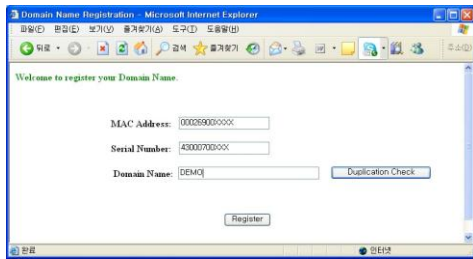 Domain Name Registration - Microsoft Internet Explorer
파일(F) 편집(E) 보기(V) 즐겨찾기(A) 도구(T) 도움말(H)
뒤로 검색 즐겨찾기
Welcome to register your Domain Name.
MAC Address: 00026900XXXX
Serial Number: 43000700XXX
Domain Name: DEMO Duplication Check
Register
완료 인터넷